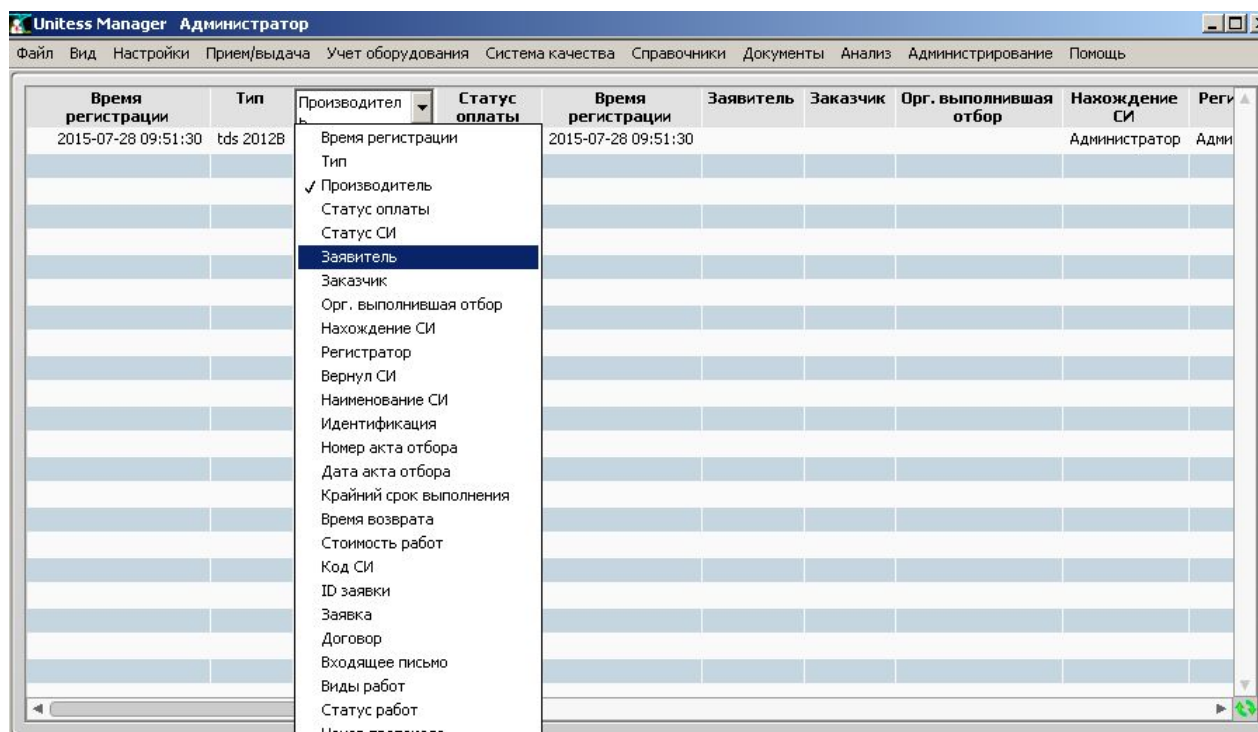 Unitess Manager Администратор
Файл Вид Настройки Прием/выдача Учет оборудования Система качества Справочники Документы Анализ Администрирование Помощь
Время регистрации Тип Производител Статус оплаты Время регистрации Заявитель Заказчик Орг. выполнившая отбор Нахождение СИ Реги
2015-07-28 09:51:30 tds 2012B 2015-07-28 09:51:30 Администратор Адми
Время регистрации
Тип
Производитель
Статус оплаты
Статус СИ
Заявитель
Заказчик
Орг. выполнившая отбор
Нахождение СИ
Регистратор
Вернул СИ
Наименование СИ
Идентификация
Номер акта отбора
Дата акта отбора
Крайний срок выполнения
Время возврата
Стоимость работ
Код СИ
ID заявки
Заявка
Договор
Входящее письмо
Виды работ
Статус работ